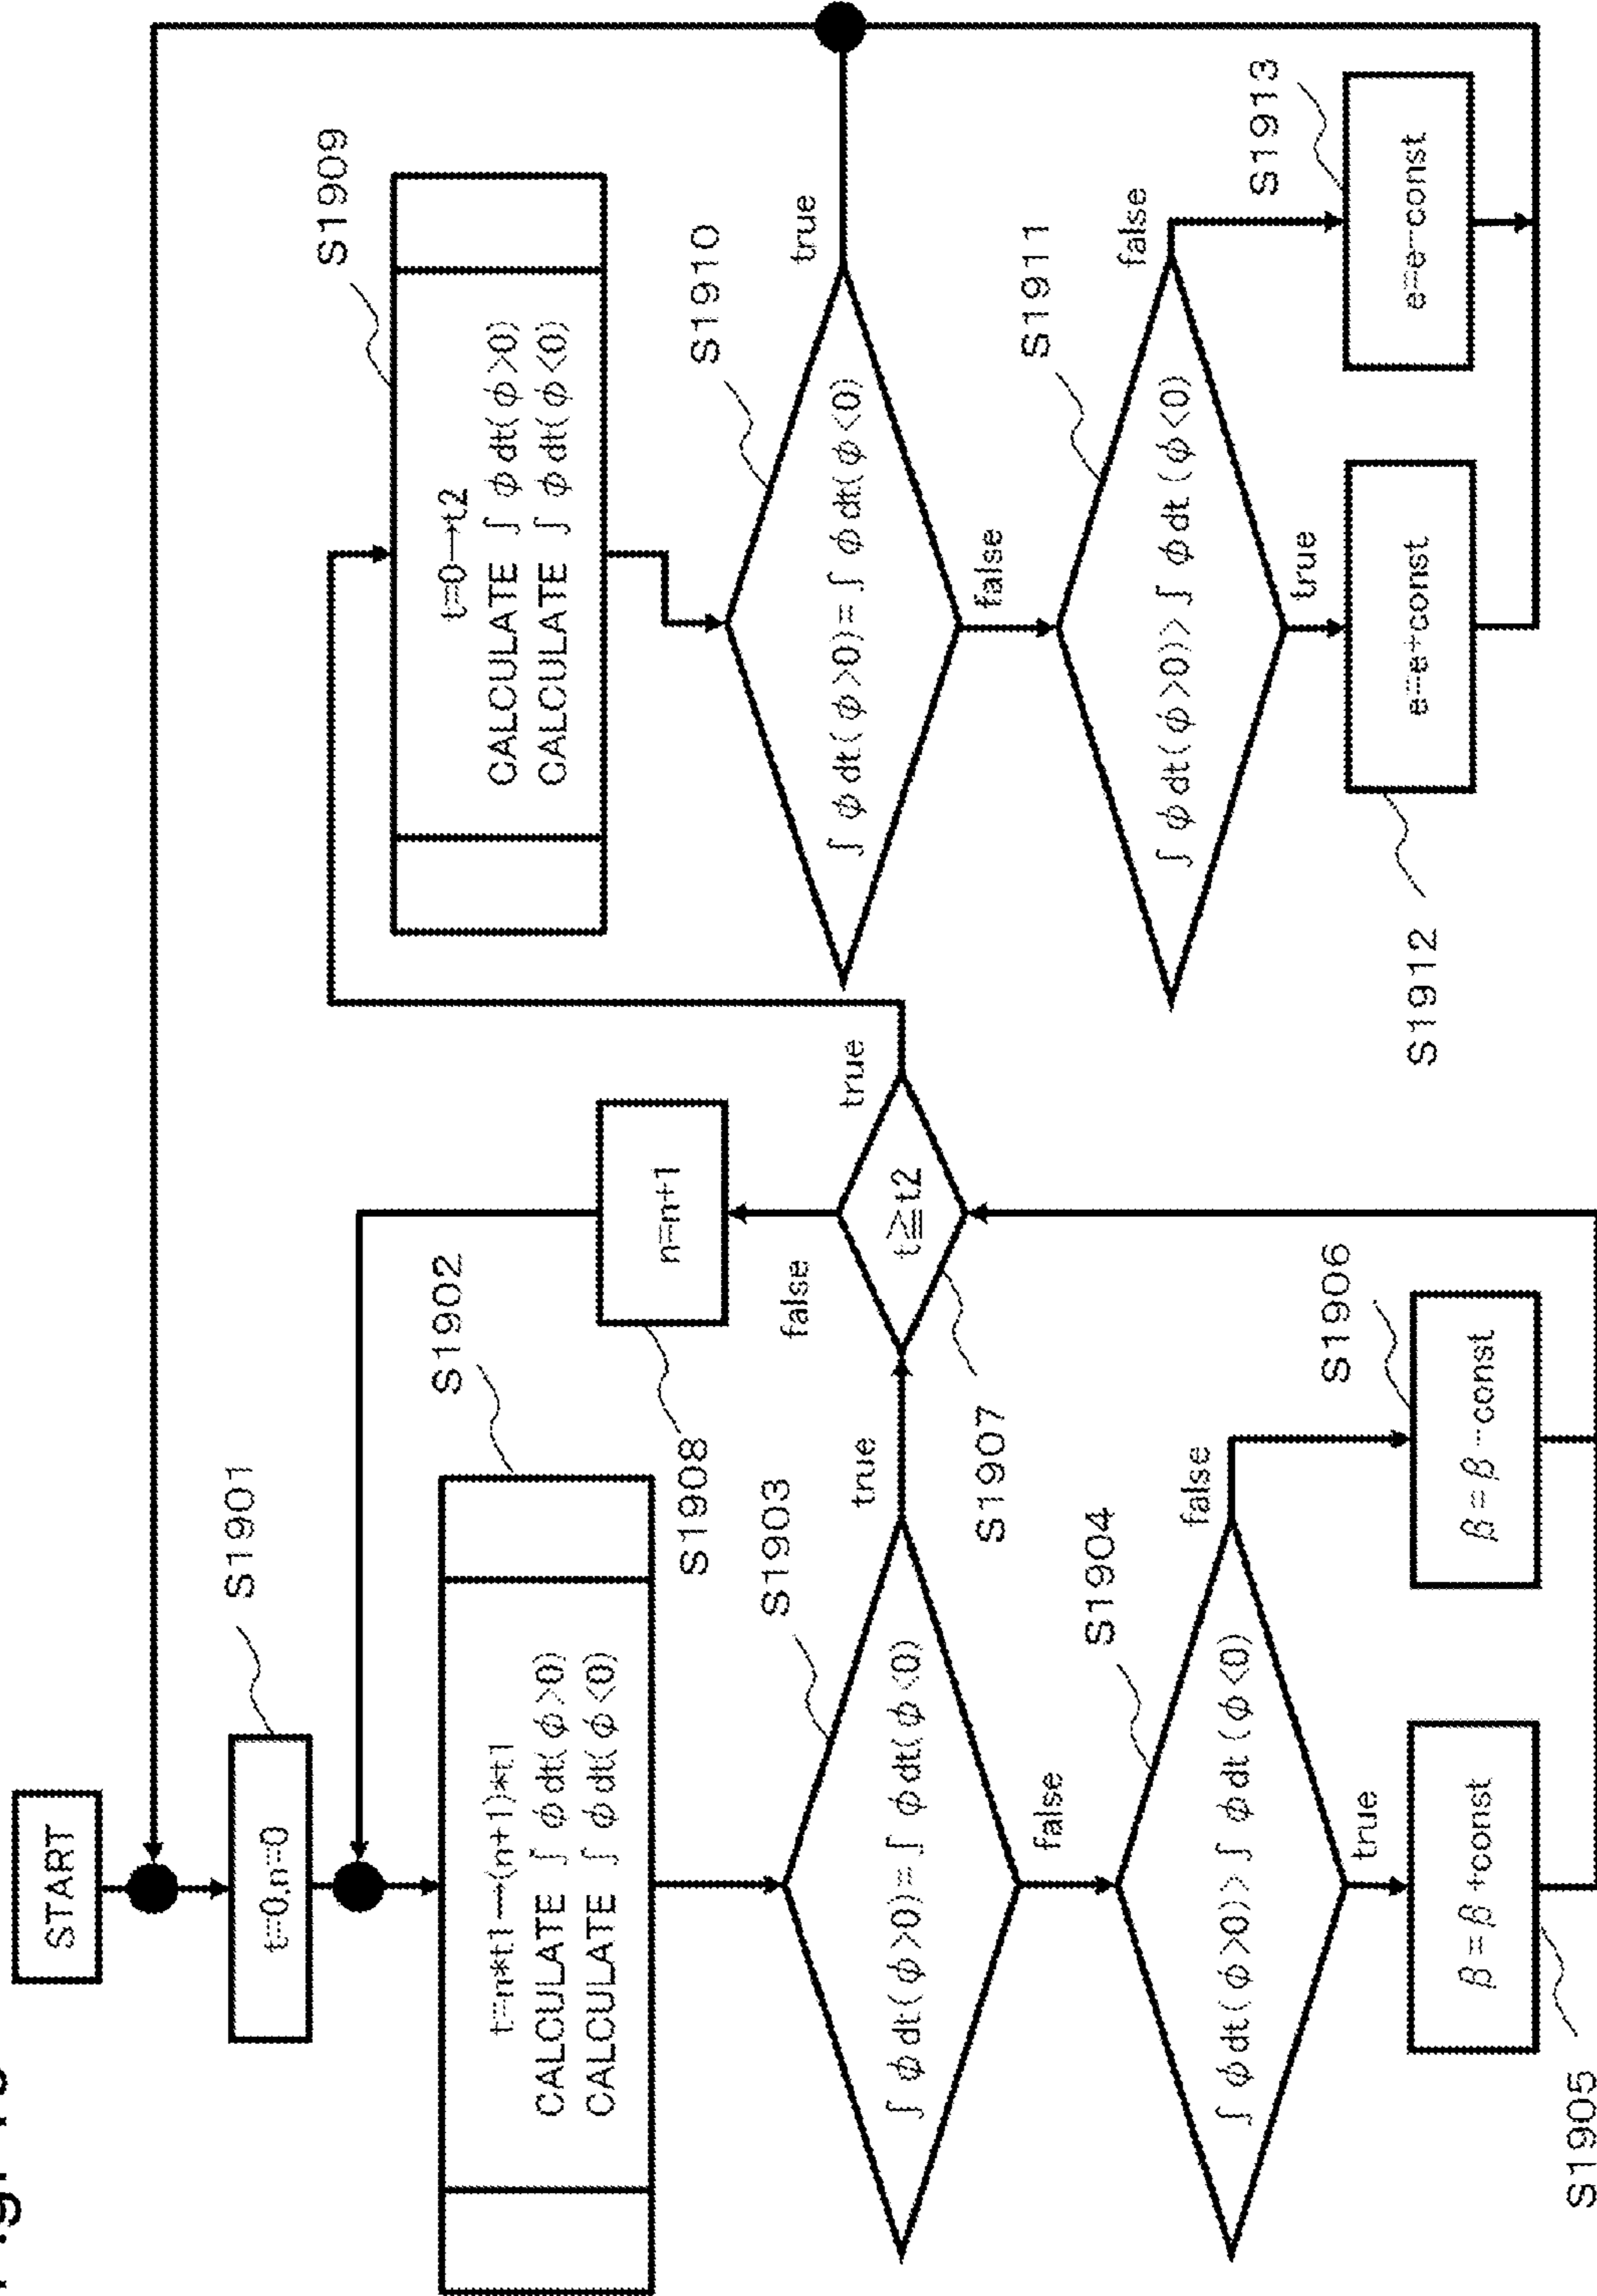 START
S1901
t=0,n=0
S1902
t=n*t1→(n+1)*t1
CALCULATE ∫ϕdt(ϕ>0)
CALCULATE ∫ϕdt(ϕ<0)
S1903
∫ϕdt(ϕ>0)=∫ϕdt(ϕ<0)
true
false
S1904
∫ϕdt(ϕ>0)>∫ϕdt(ϕ<0)
false
true
S1905
β=β+const
S1906
β=β-const
S1907
t≧t2
false
true
S1908
n=n+1
S1909
t=0→t2
CALCULATE ∫ϕdt(ϕ>0)
CALCULATE ∫ϕdt(ϕ<0)
S1910
∫ϕdt(ϕ>0)=∫ϕdt(ϕ<0)
true
false
S1911
∫ϕdt(ϕ>0)>∫ϕdt(ϕ<0)
false
true
S1912
e=e+const
S1913
e=e-const